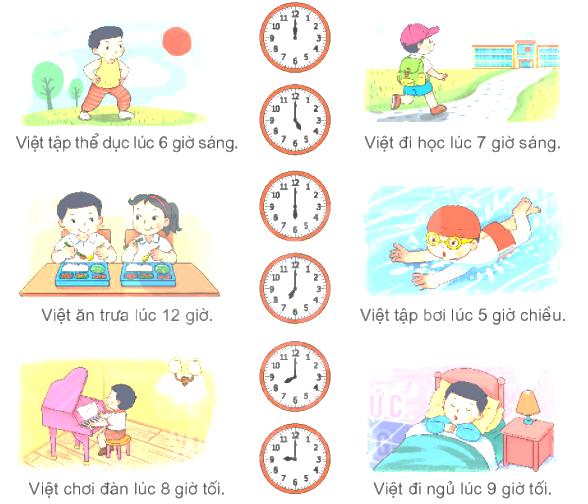 Việt tập thể dục lúc 6 giờ sáng.
Việt đi học lúc 7 giờ sáng.
Việt ăn trưa lúc 12 giờ.
Việt tập bơi lúc 5 giờ chiều.
Việt chơi đàn lúc 8 giờ tối.
Việt đi ngủ lúc 9 giờ tối.